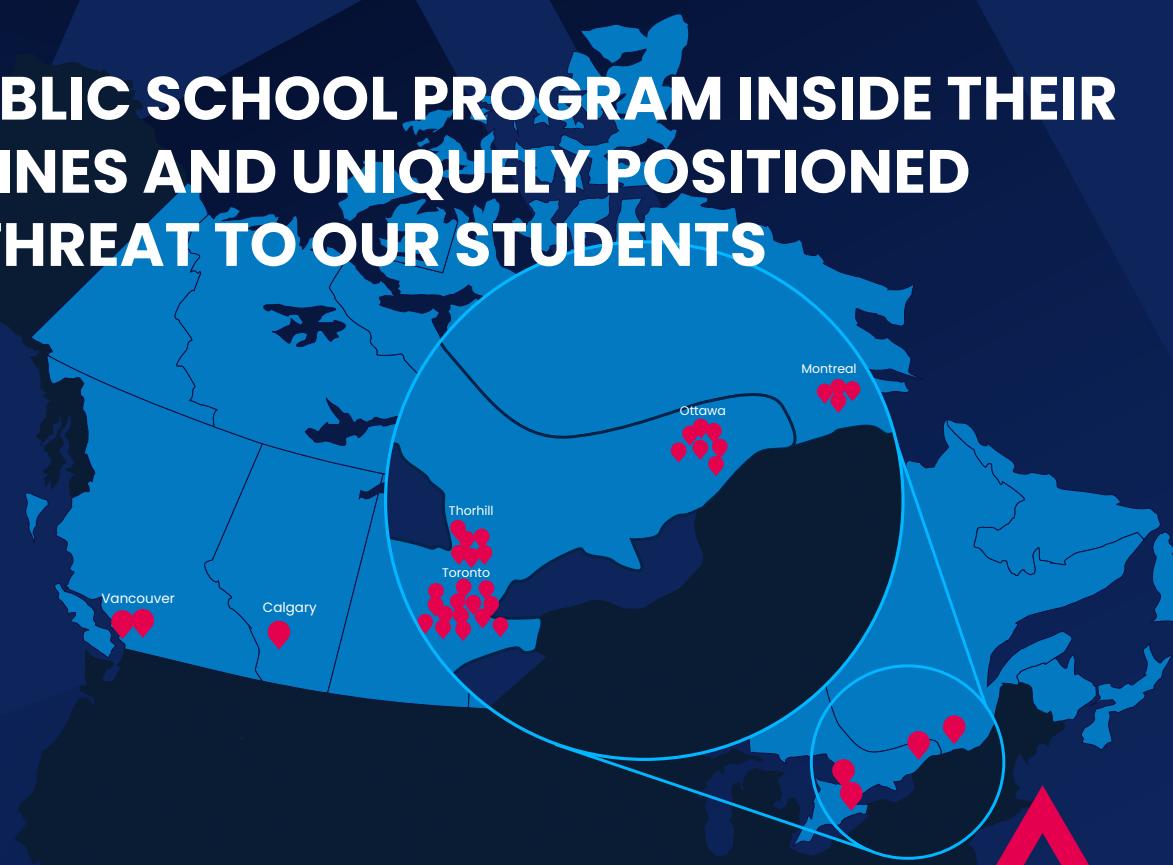 BLIC SCHOOL PROGRAM INSIDE THEIR
INES AND UNIQUELY POSITIONED
THREAT TO OUR STUDENTS
Montreal
Ottawa
Thorhill
Toronto
Vancouver
Calgary